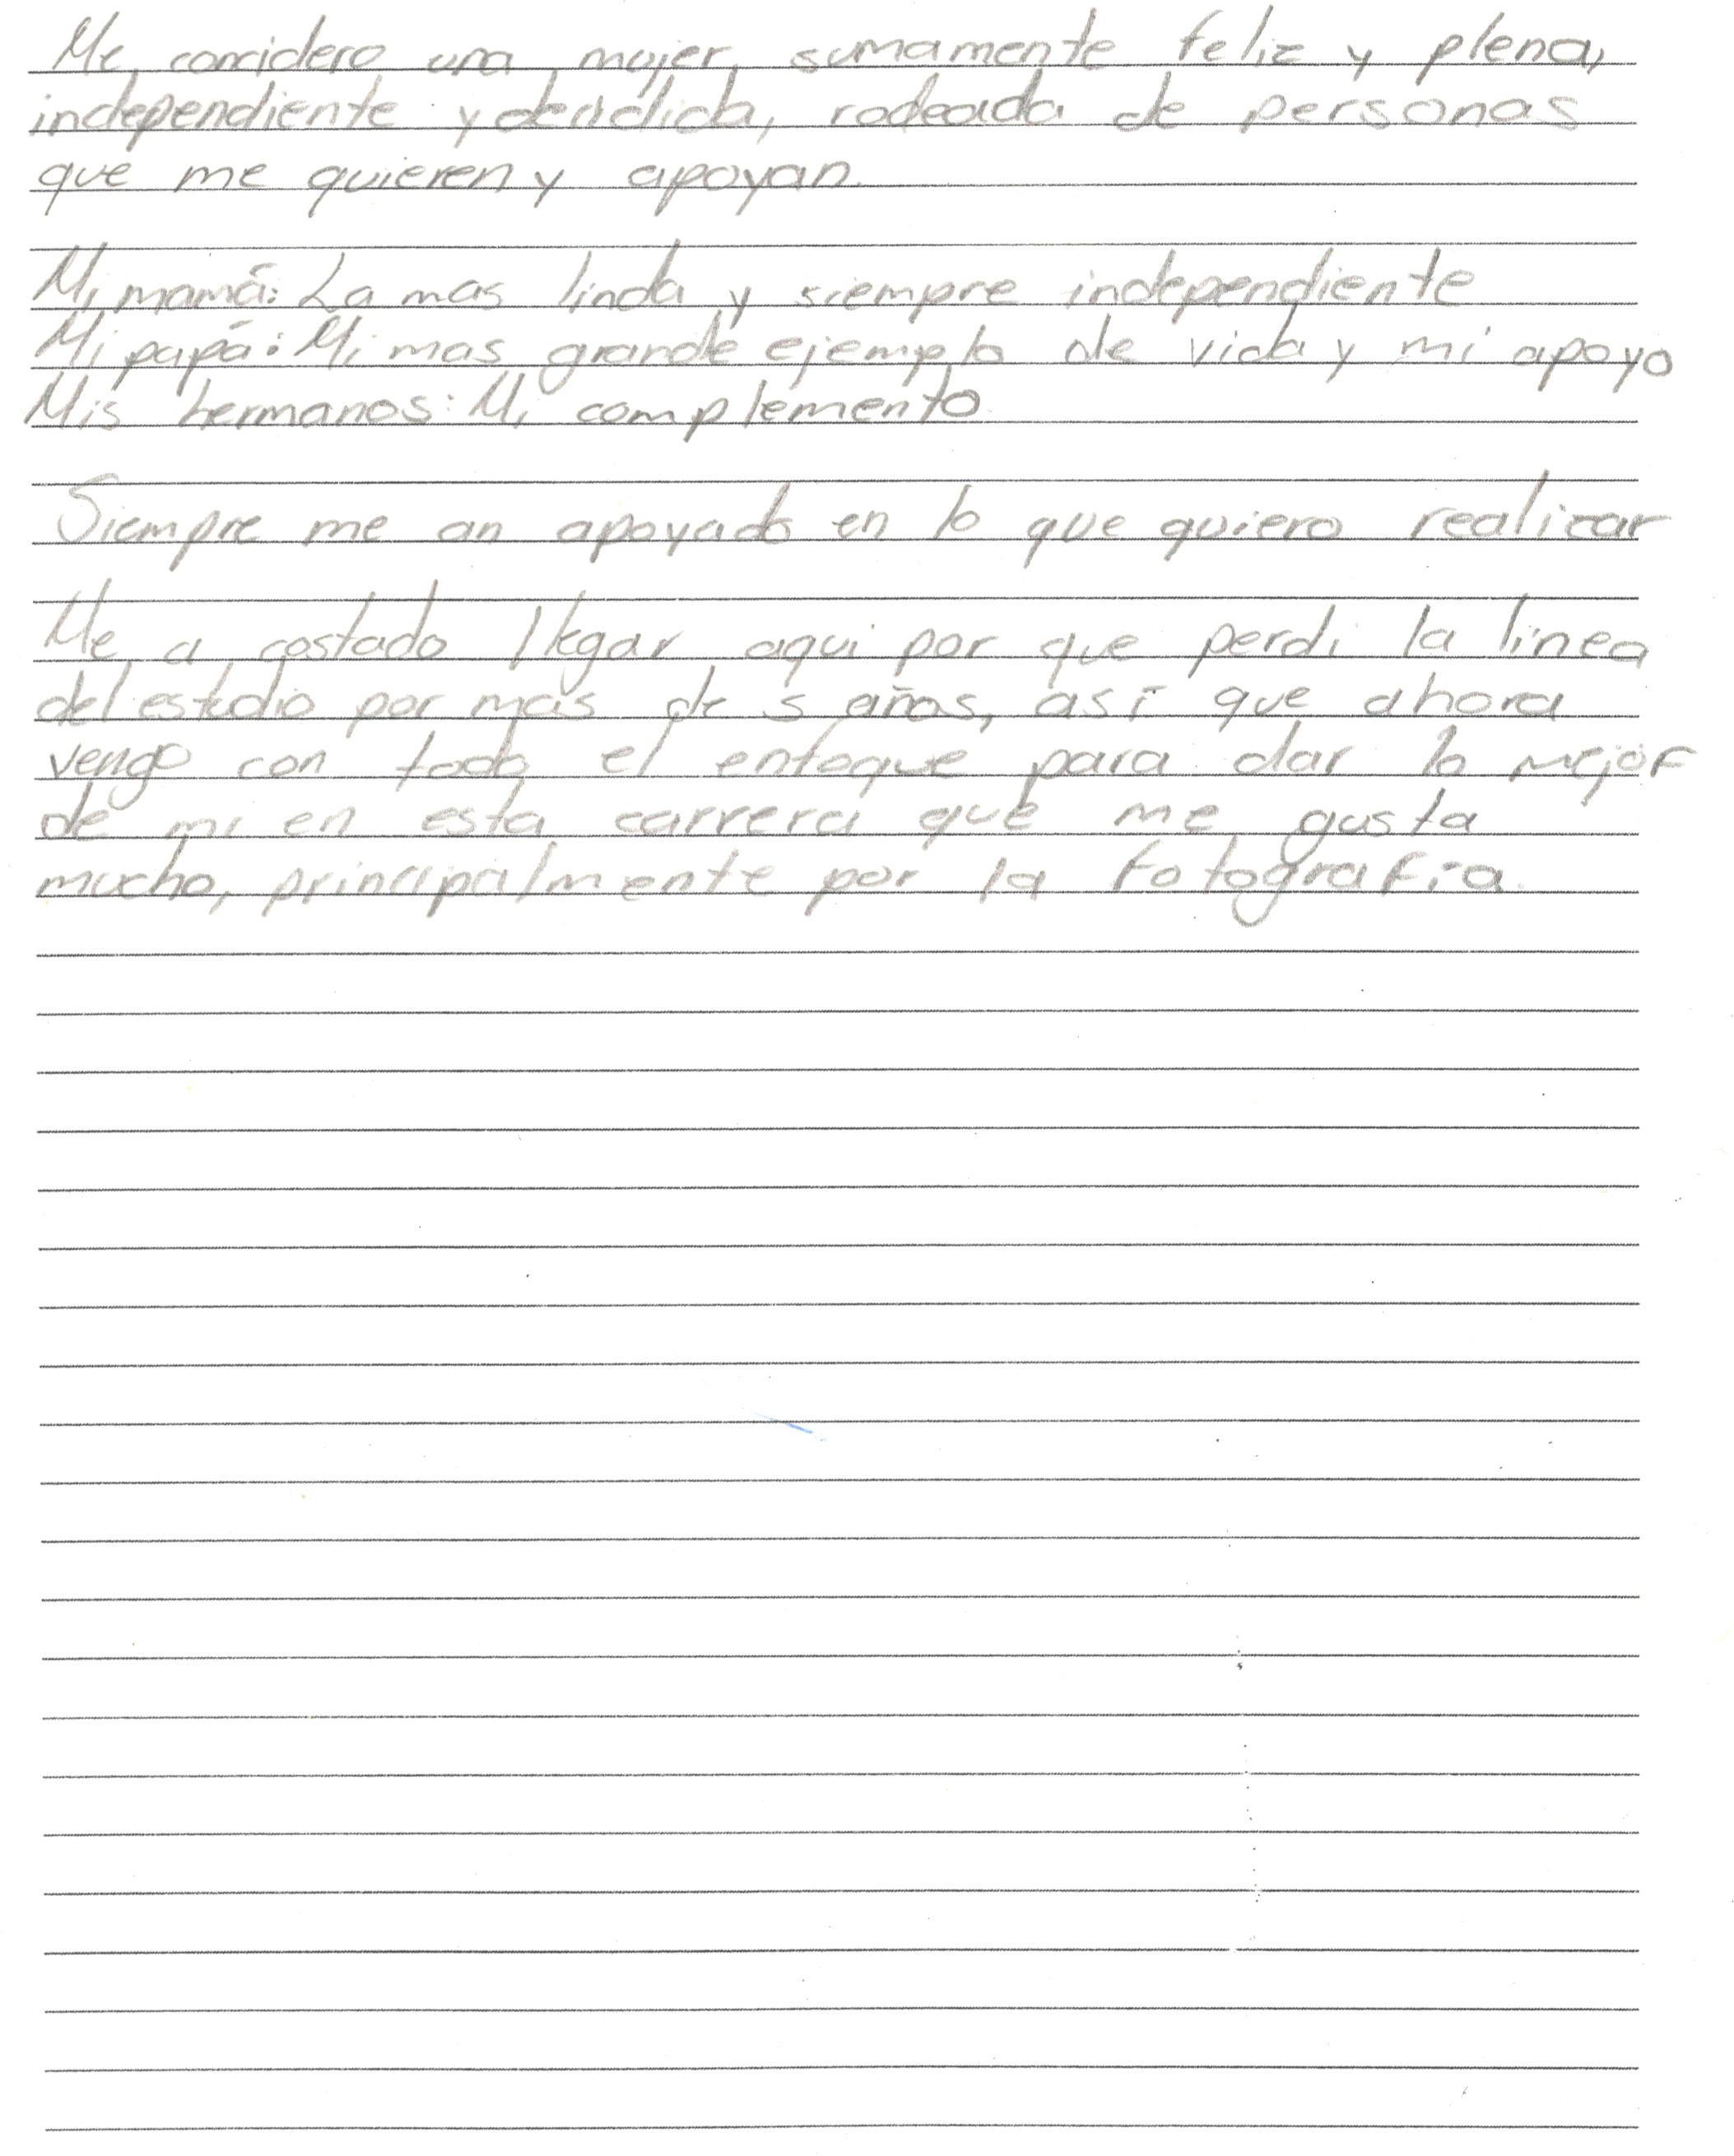 Me concidero una mujer sumamente feliz y plena,
independiente y decidida, rodeada de personas
que me quieren y apoyan.
Mi mamá: La mas linda y siempre independiente
Mi papá: Mi mas grande ejemplo de vida y mi apoyo
Mis hermanos: Mi complemento.
Siempre me an apoyado en lo que quiero realizar
Me a costado llegar aqui por que perdi la linea
del estudio por mas de 5 años, así que ahora
vengo con todo el enfoque para dar lo mejor
de mi en esta carrera que me gusta
mucho, principalmente por la fotografía.